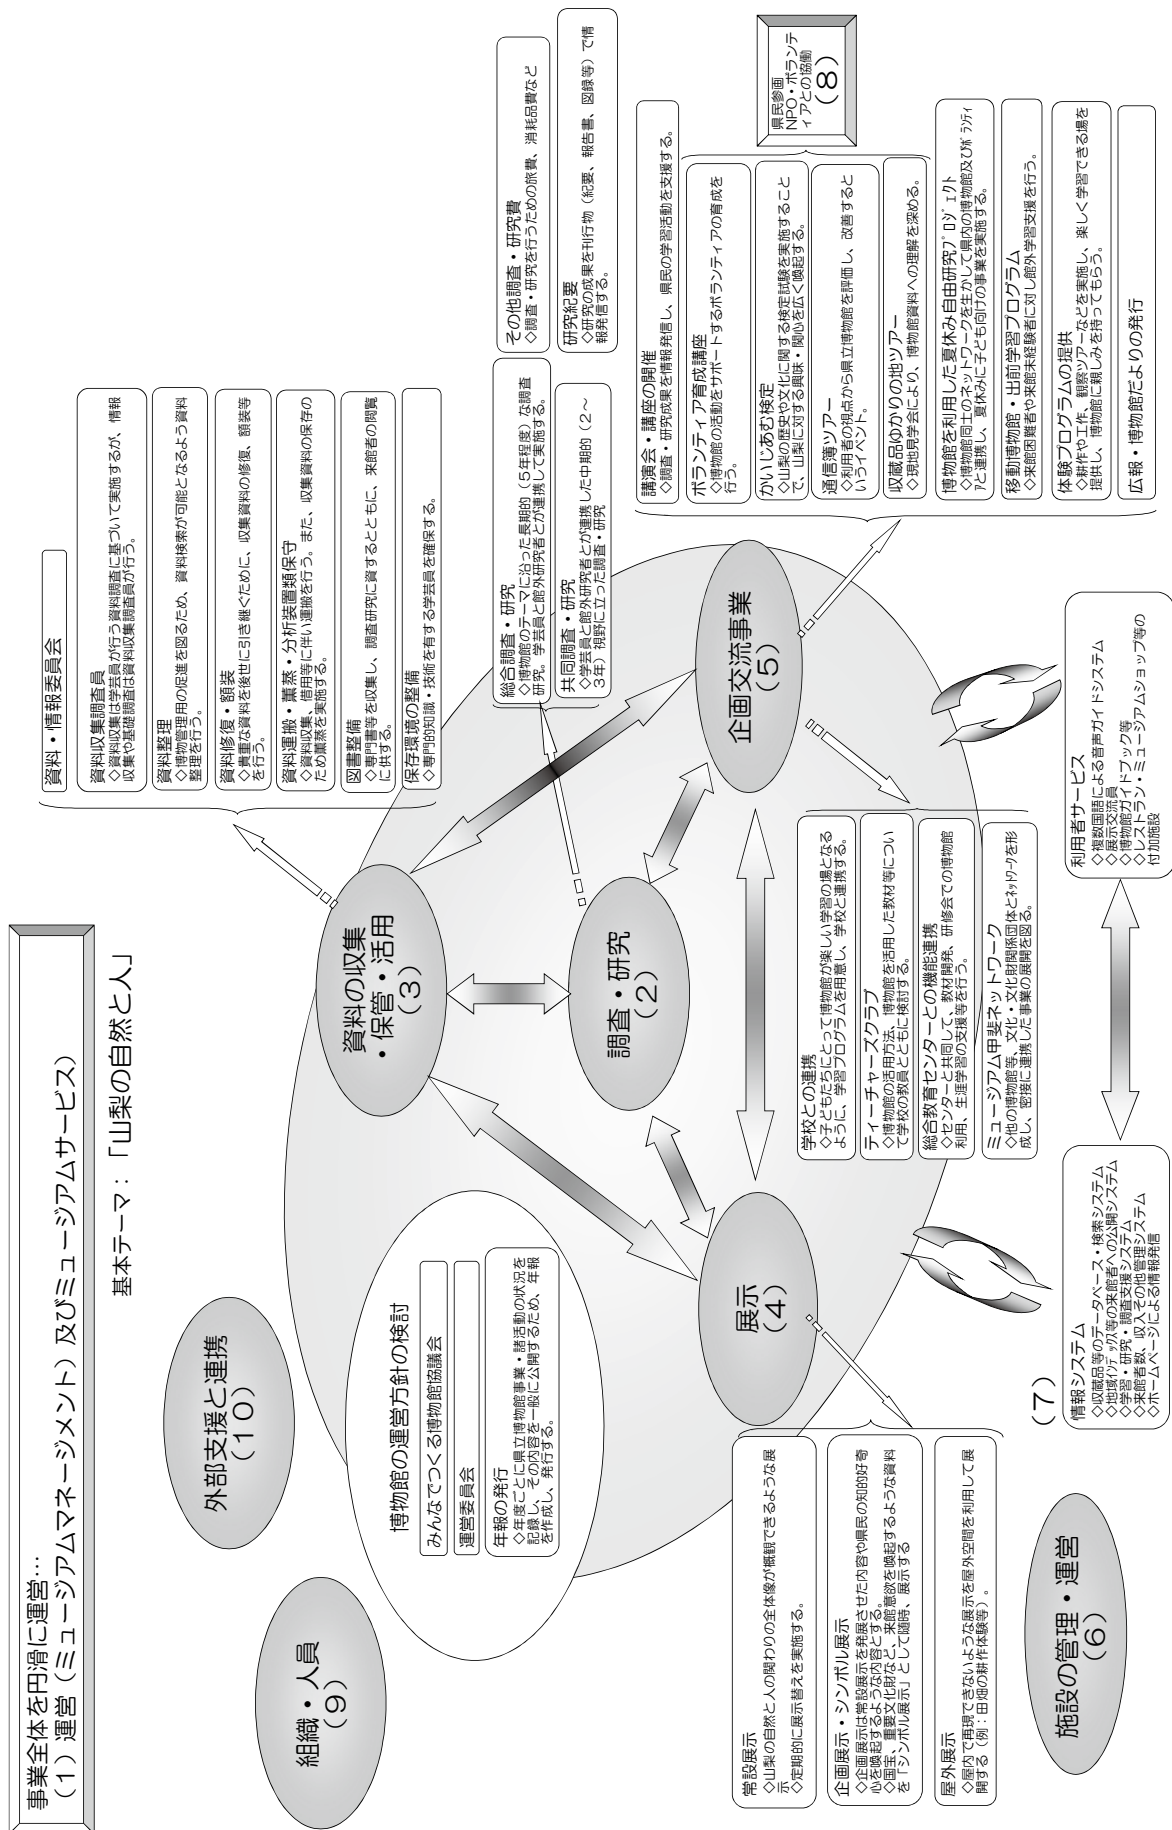 事業全体を円滑に運営…
(1)運営(ミュージアムマネージメント)及びミュージアムサービス)
基本テーマ:「山梨の自然と人」
組織・人員
(9)
外部支援と連携
(10)
博物館の運営方針の検討
みんなでつくる博物館協議会
運営委員会
年報の発行
◇年度ごとに県立博物館事業・諸活動の状況を
記録し、その内容を一般に公開するため、年報
を作成し、発行する。
資料の収集
・保管・活用
(3)
資料・情報委員会
資料収集調査員
◇資料収集は学芸員が行う資料調査に基づいて実施するが、情報
収集や基礎調査は資料収集調査員が行う。
資料整理
◇博物管理用の促進を図るため、資料検索が可能となるよう資料
整理を行う。
資料修復・額装
◇貴重な資料を後世に引き継ぐために、収集資料の修復、額装等
を行う。
資料運搬・薫蒸・分析装置類保守
◇資料収集、借用等に伴い運搬を行う。また、収集資料の保存の
ため薫蒸を実施する。
図書整備
◇専門書等を収集し、調査研究に資するとともに、来館者の閲覧
に供する。
保存環境の整備
◇専門的知識・技術を有する学芸員を確保する。
調査・研究
(2)
総合調査・研究
◇博物館のテーマに沿った長期的(5年程度)な調査
研究。学芸員と館外研究者とが連携して実施する。
共同調査・研究
◇学芸員と館外研究者とが連携した中期的(2~
3年)視野に立った調査・研究
その他調査・研究費
◇調査・研究を行うための旅費、消耗品費など
研究紀要
◇研究の成果を刊行物(紀要、報告書、図録等)で情
報発信する。
展示
(4)
常設展示
◇山梨の自然と人の関わりの全体像が概観できるような展
示
◇定期的に展示替えを実施する。
企画展示・シンボル展示
◇企画展示は常設展示を発展させた内容や県民の知的好奇
心を喚起するような内容とする。
◇国宝、重要文化財など、来館意欲を喚起するような資料
を「シンボル展示」として随時、展示する
屋外展示
◇屋内で再現できないような展示を屋外空間を利用して展
開する(例:田畑の耕作体験等)。
企画交流事業
(5)
講演会・講座の開催
◇調査・研究成果を情報発信し、県民の学習活動を支援する。
ボランティア育成講座
◇博物館の活動をサポートするボランティアの育成を
行う。
かいじあむ検定
◇山梨の歴史や文化に関する検定試験を実施すること
で、山梨に対する興味・関心を広く喚起する。
通信簿ツアー
◇利用者の視点から県立博物館を評価し、改善すると
いうイベント。
収蔵品ゆかりの地ツアー
◇現地見学会により、博物館資料への理解を深める。
博物館を利用した夏休み自由研究プロジェクト
◇博物館同士のネットワークを生かして県内の博物館及びボランティ
アと連携し、夏休みに子ども向けの事業を実施する。
移動博物館・出前学習プログラム
◇来館困難者や来館未経験者に対し館外学習支援を行う。
体験プログラムの提供
◇耕作や工作、観察ツアーなどを実施し、楽しく学習できる場を
提供し、博物館に親しみを持ってもらう。
広報・博物館だよりの発行
県民参画
NPO・ボランテ
ィアとの協働
(8)
学校との連携
◇子どもたちにとって博物館が楽しい学習の場となる
ように、学習プログラムを用意し、学校と連携する。
ティーチャーズクラブ
◇博物館の活用方法、博物館を活用した教材等につい
て学校の教員とともに検討する。
総合教育センターとの機能連携
◇センターと共同して、教材開発、研修会での博物館
利用、生涯学習の支援等を行う。
ミュージアム甲斐ネットワーク
◇他の博物館等、文化・文化財関係団体とネットワークを形
成し、密接に連携した事業の展開を図る。
施設の管理・運営
(6)
(7)
情報システム
◇収蔵品等のデータベース・検索システム
◇地域インデックス等の来館者への公開システム
◇学習・研究・調査支援システム
◇来館者数、収入その他管理システム
◇ホームページによる情報発信
利用者サービス
◇複数国語による音声ガイドシステム
◇展示交流員
◇博物館ガイドブック等
◇レストラン・ミュージアムショップ等の
付加施設